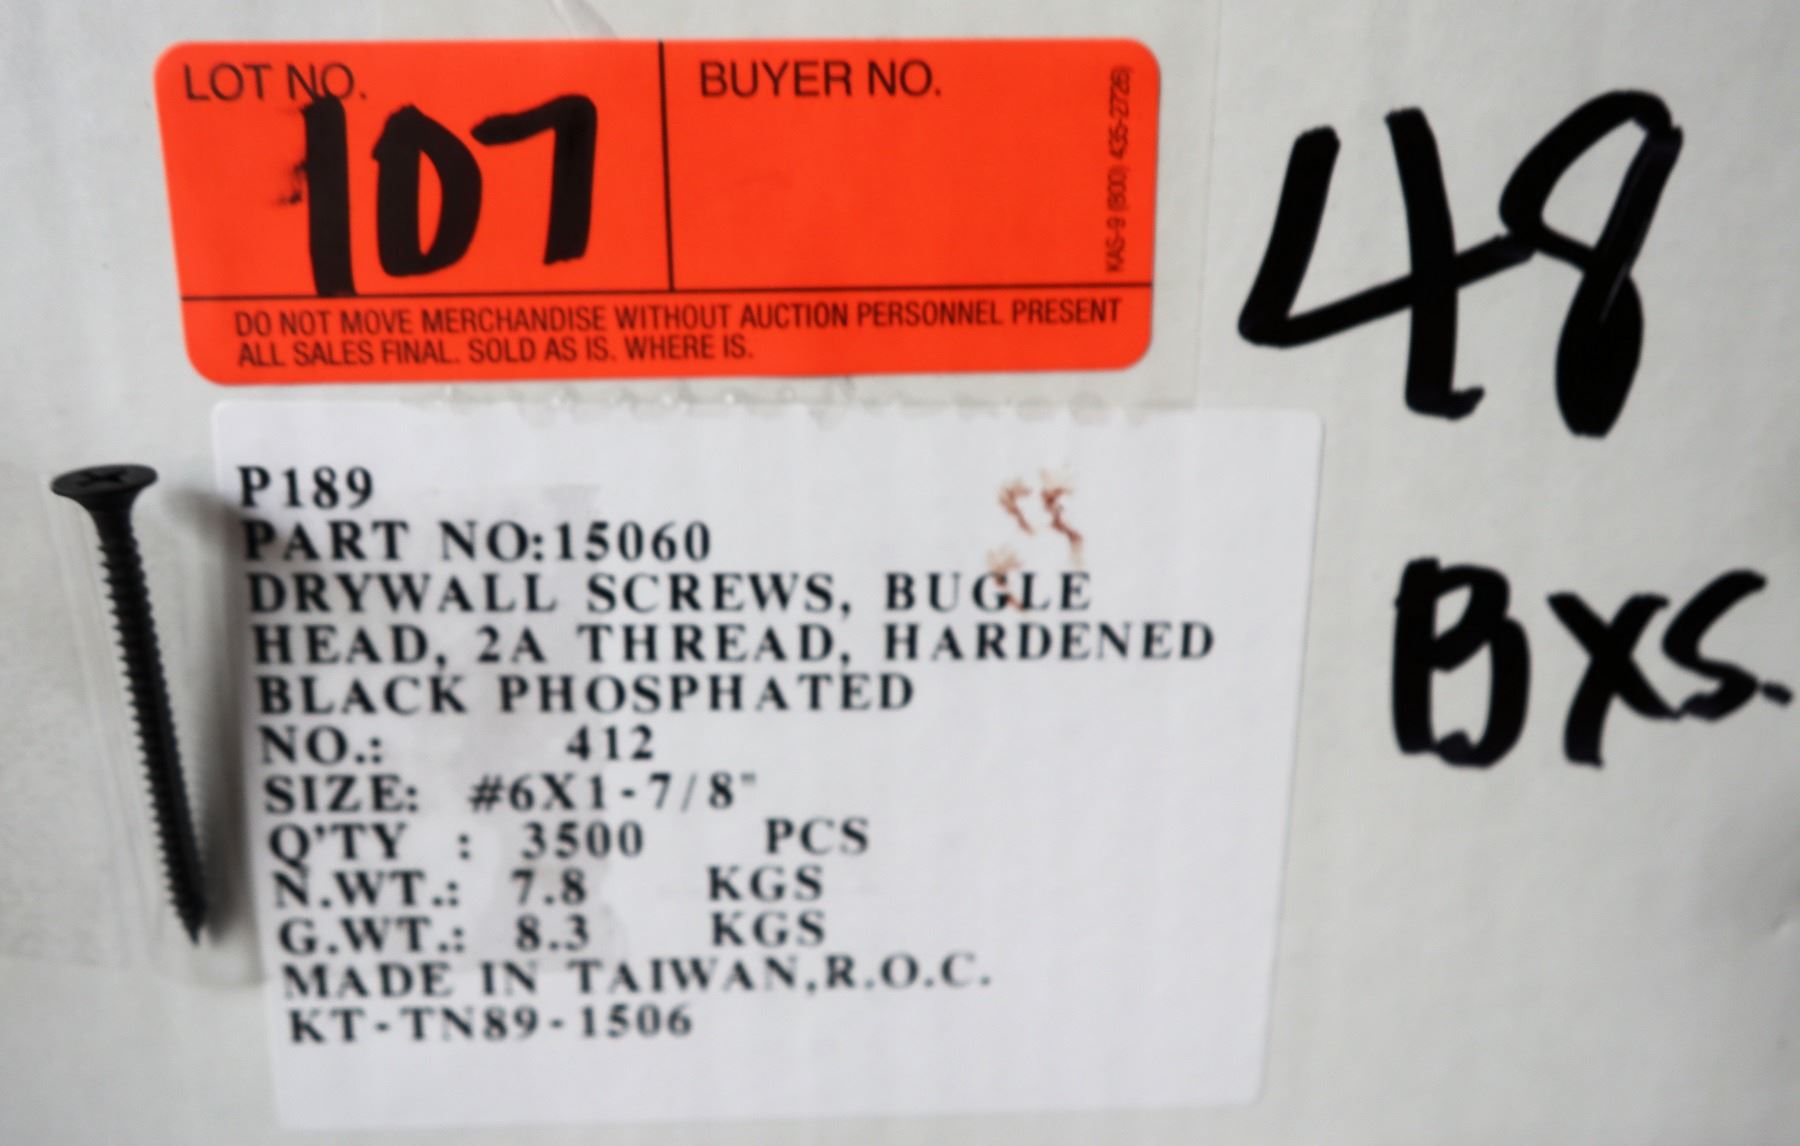 LOT NO.
107
BUYER NO.
KAS-9 (800) 435-2726)
DO NOT MOVE MERCHANDISE WITHOUT AUCTION PERSONNEL PRESENT
ALL SALES FINAL. SOLD AS IS. WHERE IS.
48
BXS.
P189
PART NO:15060
DRYWALL SCREWS, BUGLE
HEAD, 2A THREAD, HARDENED
BLACK PHOSPHATED
NO.: 412
SIZE: #6X1-7/8"
Q'TY : 3500 PCS
N.WT.: 7.8 KGS
G.WT.: 8.3 KGS
MADE IN TAIWAN,R.O.C.
KT-TN89-1506